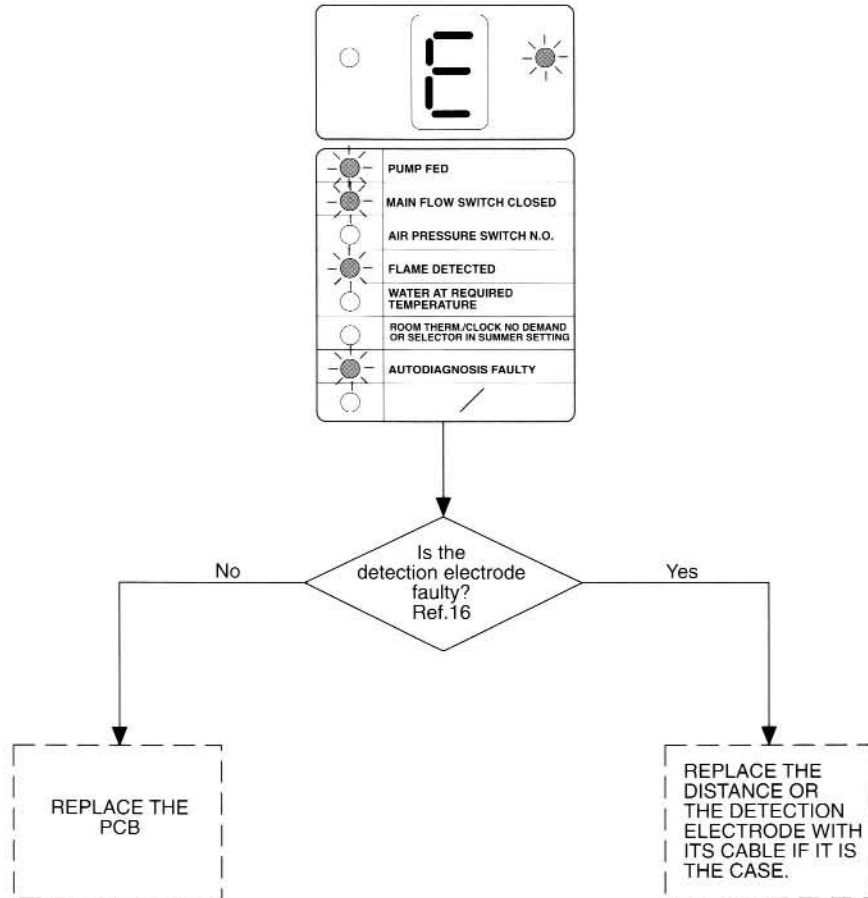 E
PUMP FED
MAIN FLOW SWITCH CLOSED
AIR PRESSURE SWITCH N.O.
FLAME DETECTED
WATER AT REQUIRED
TEMPERATURE
ROOM THERM./CLOCK NO DEMAND
OR SELECTOR IN SUMMER SETTING
AUTODIAGNOSIS FAULTY
/
Is the
detection electrode
faulty?
Ref.16
No
Yes
REPLACE THE
PCB
REPLACE THE
DISTANCE OR
THE DETECTION
ELECTRODE WITH
ITS CABLE IF IT IS
THE CASE.